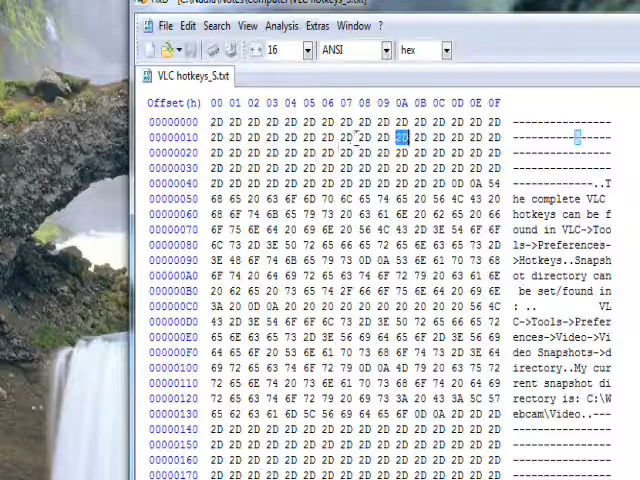 HxD - [C:\Nadia\Notes\Computer\VLC hotkeys_S.txt]
File Edit Search View Analysis Extras Window ?
16 ANSI hex
VLC hotkeys_S.txt
Offset(h) 00 01 02 03 04 05 06 07 08 09 0A 0B 0C 0D 0E 0F
00000000 2D 2D 2D 2D 2D 2D 2D 2D 2D 2D 2D 2D 2D 2D 2D 2D ----------------
00000010 2D 2D 2D 2D 2D 2D 2D 2D 2D 2D 2D 2D 2D 2D 2D 2D ----------------
00000020 2D 2D 2D 2D 2D 2D 2D 2D 2D 2D 2D 2D 2D 2D 2D 2D ----------------
00000030 2D 2D 2D 2D 2D 2D 2D 2D 2D 2D 2D 2D 2D 2D 2D 2D ----------------
00000040 2D 2D 2D 2D 2D 2D 2D 2D 2D 2D 2D 2D 2D 0D 0A 54 -------------..T
00000050 68 65 20 63 6F 6D 70 6C 65 74 65 20 56 4C 43 20 he complete VLC
00000060 68 6F 74 6B 65 79 73 20 63 61 6E 20 62 65 20 66 hotkeys can be f
00000070 6F 75 6E 64 20 69 6E 20 56 4C 43 2D 3E 54 6F 6F ound in VLC->Too
00000080 6C 73 2D 3E 50 72 65 66 65 72 65 6E 63 65 73 2D ls->Preferences-
00000090 3E 48 6F 74 6B 65 79 73 0D 0A 53 6E 61 70 73 68 >Hotkeys..Snapsh
000000A0 6F 74 20 64 69 72 65 63 74 6F 72 79 20 63 61 6E ot directory can
000000B0 20 62 65 20 73 65 74 2F 66 6F 75 6E 64 20 69 6E be set/found in
000000C0 3A 20 0D 0A 20 20 20 20 20 20 20 20 20 20 56 4C : .. VL
000000D0 43 2D 3E 54 6F 6F 6C 73 2D 3E 50 72 65 66 65 72 C->Tools->Prefer
000000E0 65 6E 63 65 73 2D 3E 56 69 64 65 6F 2D 3E 56 69 ences->Video->Vi
000000F0 64 65 6F 20 53 6E 61 70 73 68 6F 74 73 2D 3E 64 deo Snapshots->d
00000100 69 72 65 63 74 6F 72 79 0D 0A 4D 79 20 63 75 72 irectory..My cur
00000110 72 65 6E 74 20 73 6E 61 70 73 68 6F 74 20 64 69 rent snapshot di
00000120 72 65 63 74 6F 72 79 20 69 73 3A 20 43 3A 5C 57 rectory is: C:\W
00000130 65 62 63 61 6D 5C 56 69 64 65 6F 0D 0A 2D 2D 2D ebcam\Video..---
00000140 2D 2D 2D 2D 2D 2D 2D 2D 2D 2D 2D 2D 2D 2D 2D 2D ----------------
00000150 2D 2D 2D 2D 2D 2D 2D 2D 2D 2D 2D 2D 2D 2D 2D 2D ----------------
00000160 2D 2D 2D 2D 2D 2D 2D 2D 2D 2D 2D 2D 2D 2D 2D 2D ----------------
00000170 2D 2D 2D 2D 2D 2D 2D 2D 2D 2D 2D 2D 2D 2D 2D 2D ----------------